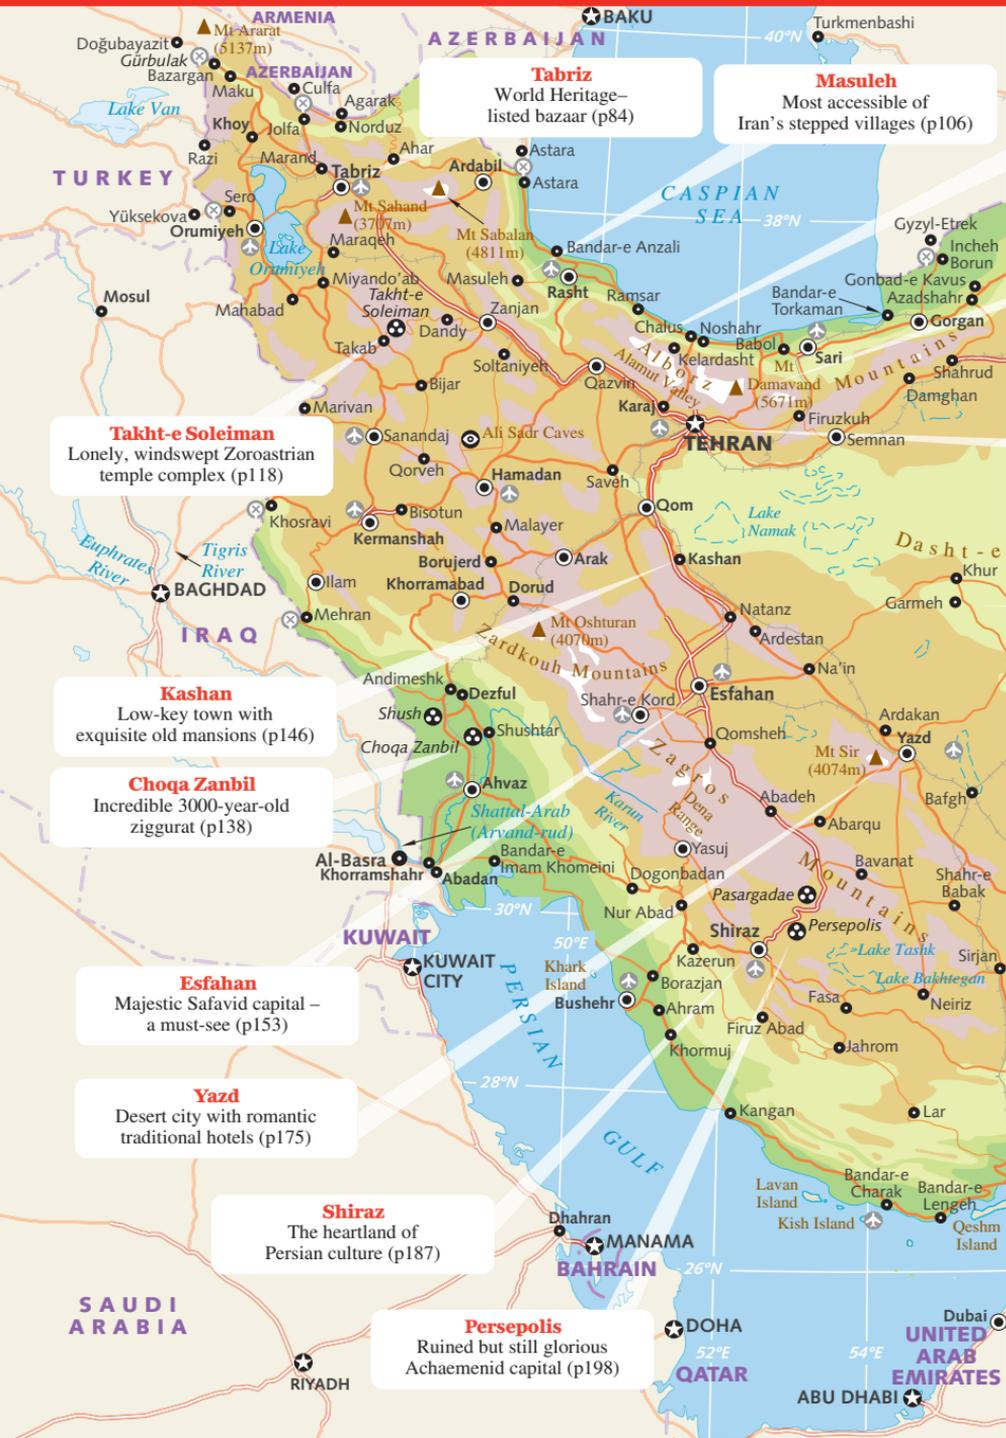 ARMENIA
BAKU
Mt Ararat
(5137m)
Turkmenbashi
40°N
Doğubayazit
AZERBAIJAN
Gürbulak
Bazargan
AZERBAIJAN
Maku
Culfa
Tabriz
World Heritage–
listed bazaar (p84)
Masuleh
Most accessible of
Iran's stepped villages (p106)
Lake Van
Agarak
Khoy
Jolfa
Norduz
Razi
Marand
Ahar
Astara
Tabriz
Ardabil
Astara
TURKEY
Sero
CASPIAN
SEA
38°N
Yüksekova
Mt Sahand
(3707m)
Orumiyeh
Maraqeh
Mt Sabalan
(4811m)
Bandar-e Anzali
Gyzyl-Etrek
Lake
Orumiyeh
Incheh
Borun
Miyando'ab
Masuleh
Rasht
Gonbad-e Kavus
Mosul
Takht-e
Soleiman
Ramsar
Bandar-e
Torkaman
Azadshahr
Mahabad
Zanjan
Dandy
Chalus
Noshahr
Gorgan
Takab
Babol
Sari
Soltaniyeh
Kelardasht
Alborz
Mountains
Alamut Valley
Mt
Damavand
(5671m)
Shahrud
Bijar
Qazvin
Damghan
Marivan
Karaj
Firuzkuh
Takht-e Soleiman
Lonely, windswept Zoroastrian
temple complex (p118)
Sanandaj
Ali Sadr Caves
TEHRAN
Semnan
Qorveh
Hamadan
Saveh
Khosravi
Bisotun
Qom
Lake
Namak
Kermanshah
Malayer
Euphrates
River
Tigris
River
Borujerd
Arak
Kashan
Dasht-e
Khur
BAGHDAD
Ilam
Khorramabad
Dorud
Garmeh
Mehran
Natanz
IRAQ
Mt Oshturan
(4070m)
Ardestan
Zardkouh Mountains
Na'in
Andimeshk
Dezful
Esfahan
Kashan
Low-key town with
exquisite old mansions (p146)
Shush
Shahr-e Kord
Ardakan
Choqa Zanbil
Shushtar
Qomsheh
Yazd
Zagros
Mt Sir
(4074m)
Choqa Zanbil
Incredible 3000-year-old
ziggurat (p138)
Ahvaz
Dena
Range
Karun
River
Abadeh
Bafgh
Shattal-Arab
(Arvand-rud)
Abarqu
Al-Basra
Bandar-e
Imam Khomeini
Yasuj
Mountains
Bavanat
Khorramshahr
Abadan
Dogonbadan
Shahr-e
Babak
Pasargadae
30°N
Nur Abad
KUWAIT
50°E
Shiraz
Persepolis
KUWAIT
CITY
Lake Tashk
Sirjan
Kazerun
Khark
Island
Lake Bakhtegan
Esfahan
Majestic Safavid capital –
a must-see (p153)
PERSIAN
Bushehr
Borazjan
Fasa
Neiriz
Ahram
Firuz Abad
Khormuj
Jahrom
28°N
Yazd
Desert city with romantic
traditional hotels (p175)
Kangan
Lar
GULF
Bandar-e
Charak
Lavan
Island
Bandar-e
Lengeh
Shiraz
The heartland of
Persian culture (p187)
Dhahran
Kish Island
Qeshm
Island
MANAMA
BAHRAIN
26°N
SAUDI
ARABIA
Persepolis
Ruined but still glorious
Achaemenid capital (p198)
DOHA
Dubai
52°E
54°E
UNITED
ARAB
EMIRATES
QATAR
RIYADH
ABU DHABI